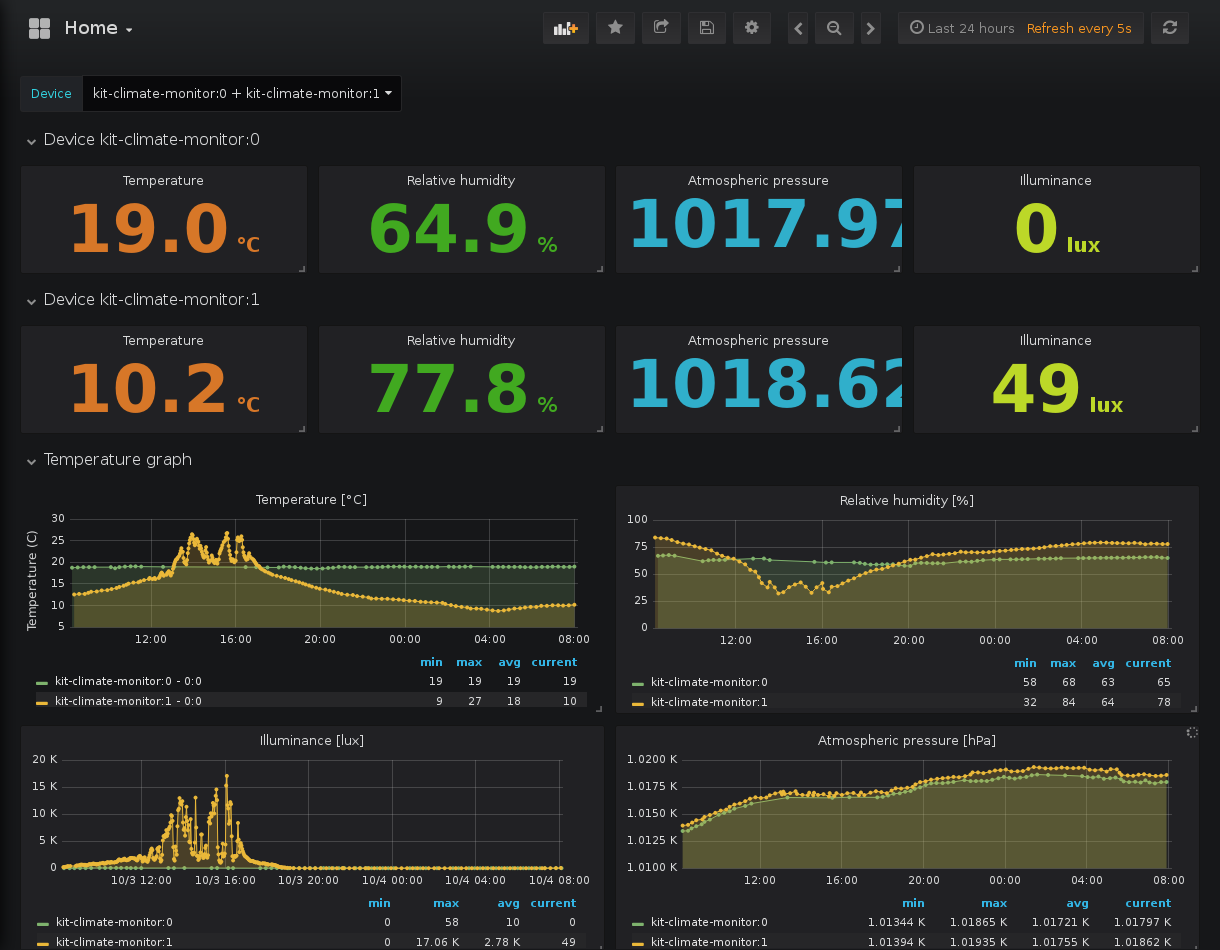 Home
Last 24 hours Refresh every 5s
Device kit-climate-monitor:0 + kit-climate-monitor:1
Device kit-climate-monitor:0
Temperature Relative humidity Atmospheric pressure Illuminance
19.0 °C 64.9 % 1017.97 0 lux
Device kit-climate-monitor:1
Temperature Relative humidity Atmospheric pressure Illuminance
10.2 °C 77.8 % 1018.62 49 lux
Temperature graph
Temperature [°C]
Temperature (C)
30
25
20
15
10
5
12:00 16:00 20:00 00:00 04:00 08:00
min max avg current
kit-climate-monitor:0 - 0:0 19 19 19 19
kit-climate-monitor:1 - 0:0 9 27 18 10
Relative humidity [%]
100
75
50
25
0
12:00 16:00 20:00 00:00 04:00 08:00
min max avg current
kit-climate-monitor:0 58 68 63 65
kit-climate-monitor:1 32 84 64 78
Illuminance [lux]
20 K
15 K
10 K
5 K
0
10/3 12:00 10/3 16:00 10/3 20:00 10/4 00:00 10/4 04:00 10/4 08:00
min max avg current
kit-climate-monitor:0 0 58 10 0
kit-climate-monitor:1 0 17.06 K 2.78 K 49
Atmospheric pressure [hPa]
1.0200 K
1.0175 K
1.0150 K
1.0125 K
1.0100 K
12:00 16:00 20:00 00:00 04:00 08:00
min max avg current
kit-climate-monitor:0 1.01344 K 1.01865 K 1.01721 K 1.01797 K
kit-climate-monitor:1 1.01394 K 1.01935 K 1.01755 K 1.01862 K